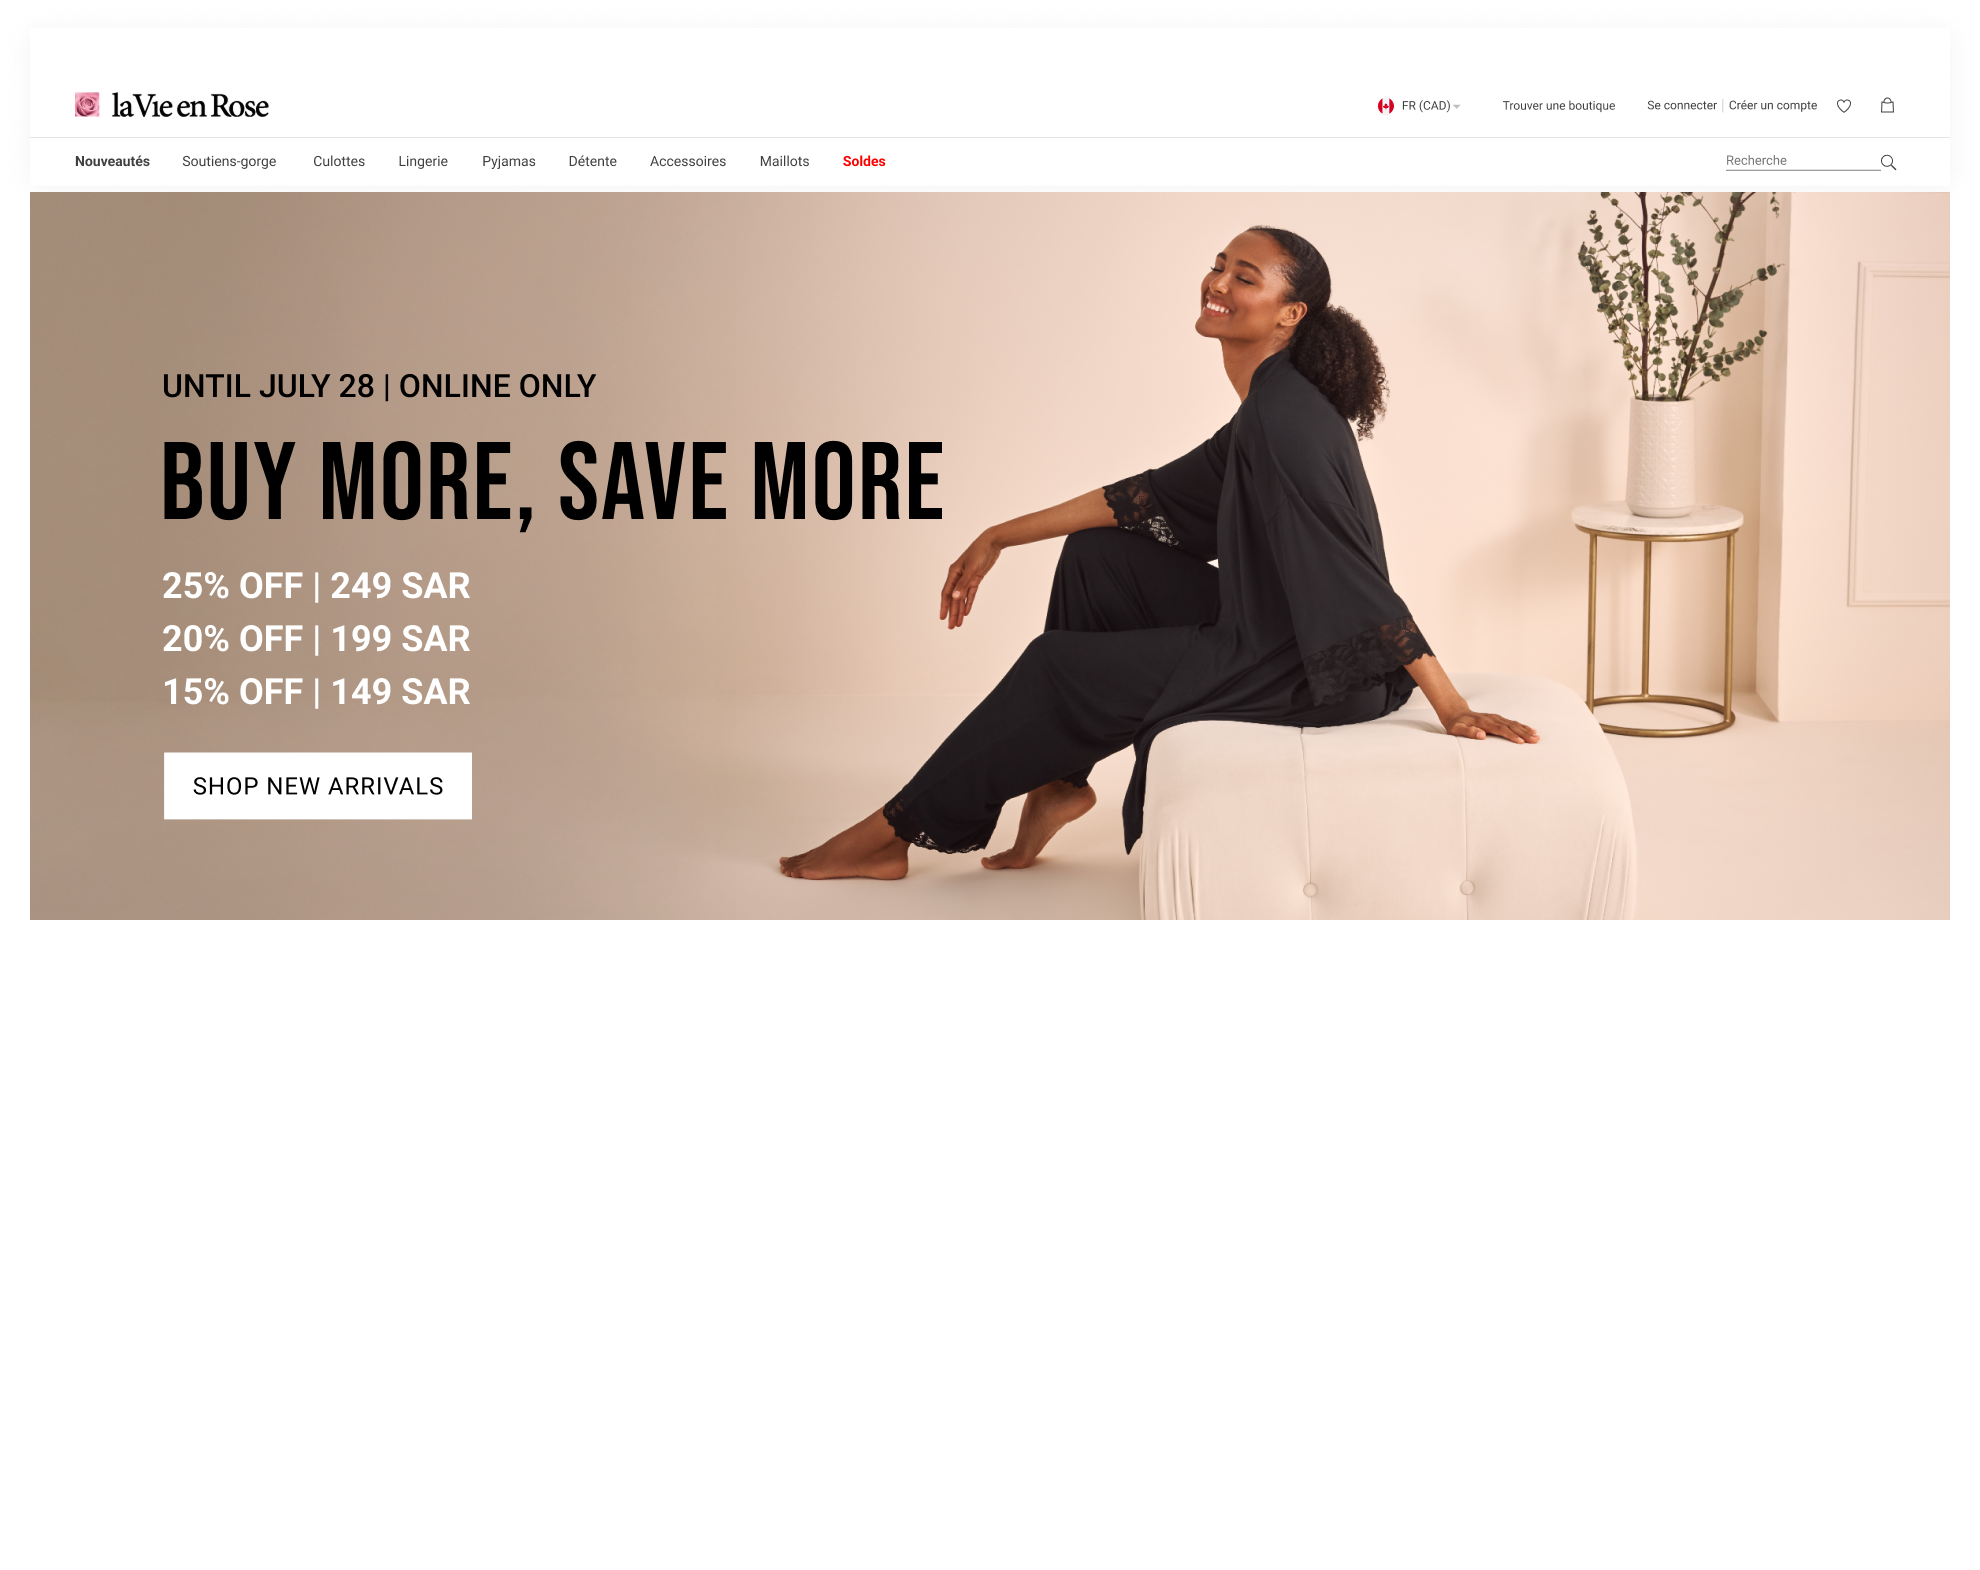 la Vie en Rose
FR (CAD)
Trouver une boutique
Se connecter | Créer un compte
Nouveautés
Soutiens-gorge
Culottes
Lingerie
Pyjamas
Détente
Accessoires
Maillots
Soldes
Recherche
UNTIL JULY 28 | ONLINE ONLY
BUY MORE, SAVE MORE
25% OFF | 249 SAR
20% OFF | 199 SAR
15% OFF | 149 SAR
SHOP NEW ARRIVALS